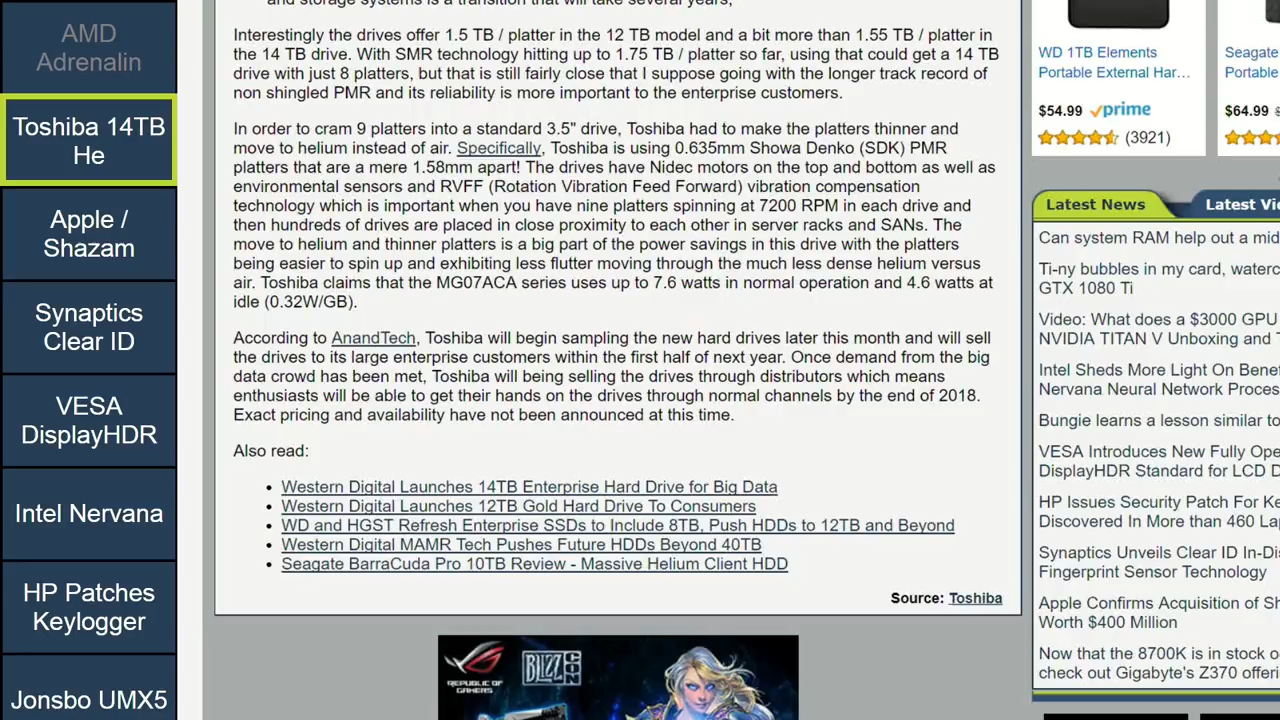 AMD
Adrenalin
Toshiba 14TB
He
Apple /
Shazam
Synaptics
Clear ID
VESA
DisplayHDR
Intel Nervana
HP Patches
Keylogger
Jonsbo UMX5
and storage systems is a transition that will take several years,
Interestingly the drives offer 1.5 TB / platter in the 12 TB model and a bit more than 1.55 TB / platter in
the 14 TB drive. With SMR technology hitting up to 1.75 TB / platter so far, using that could get a 14 TB
drive with just 8 platters, but that is still fairly close that I suppose going with the longer track record of
non shingled PMR and its reliability is more important to the enterprise customers.
In order to cram 9 platters into a standard 3.5" drive, Toshiba had to make the platters thinner and
move to helium instead of air. Specifically, Toshiba is using 0.635mm Showa Denko (SDK) PMR
platters that are a mere 1.58mm apart! The drives have Nidec motors on the top and bottom as well as
environmental sensors and RVFF (Rotation Vibration Feed Forward) vibration compensation
technology which is important when you have nine platters spinning at 7200 RPM in each drive and
then hundreds of drives are placed in close proximity to each other in server racks and SANs. The
move to helium and thinner platters is a big part of the power savings in this drive with the platters
being easier to spin up and exhibiting less flutter moving through the much less dense helium versus
air. Toshiba claims that the MG07ACA series uses up to 7.6 watts in normal operation and 4.6 watts at
idle (0.32W/GB).
According to AnandTech, Toshiba will begin sampling the new hard drives later this month and will sell
the drives to its large enterprise customers within the first half of next year. Once demand from the big
data crowd has been met, Toshiba will being selling the drives through distributors which means
enthusiasts will be able to get their hands on the drives through normal channels by the end of 2018.
Exact pricing and availability have not been announced at this time.
Also read:
• Western Digital Launches 14TB Enterprise Hard Drive for Big Data
• Western Digital Launches 12TB Gold Hard Drive To Consumers
• WD and HGST Refresh Enterprise SSDs to Include 8TB, Push HDDs to 12TB and Beyond
• Western Digital MAMR Tech Pushes Future HDDs Beyond 40TB
• Seagate BarraCuda Pro 10TB Review - Massive Helium Client HDD
Source: Toshiba
REPUBLIC OF
GAMERS
BLIZZ
CON
WD 1TB Elements
Portable External Har...
$54.99 prime
(3921)
Seagate
Portable
$64.99
Latest News
Latest Vi
Can system RAM help out a mid
Ti-ny bubbles in my card, waterc
GTX 1080 Ti
Video: What does a $3000 GPU
NVIDIA TITAN V Unboxing and T
Intel Sheds More Light On Benef
Nervana Neural Network Proces
Bungie learns a lesson similar to
VESA Introduces New Fully Ope
DisplayHDR Standard for LCD D
HP Issues Security Patch For Ke
Discovered In More than 460 Lap
Synaptics Unveils Clear ID In-Di
Fingerprint Sensor Technology
Apple Confirms Acquisition of Sh
Worth $400 Million
Now that the 8700K is in stock o
check out Gigabyte's Z370 offeri